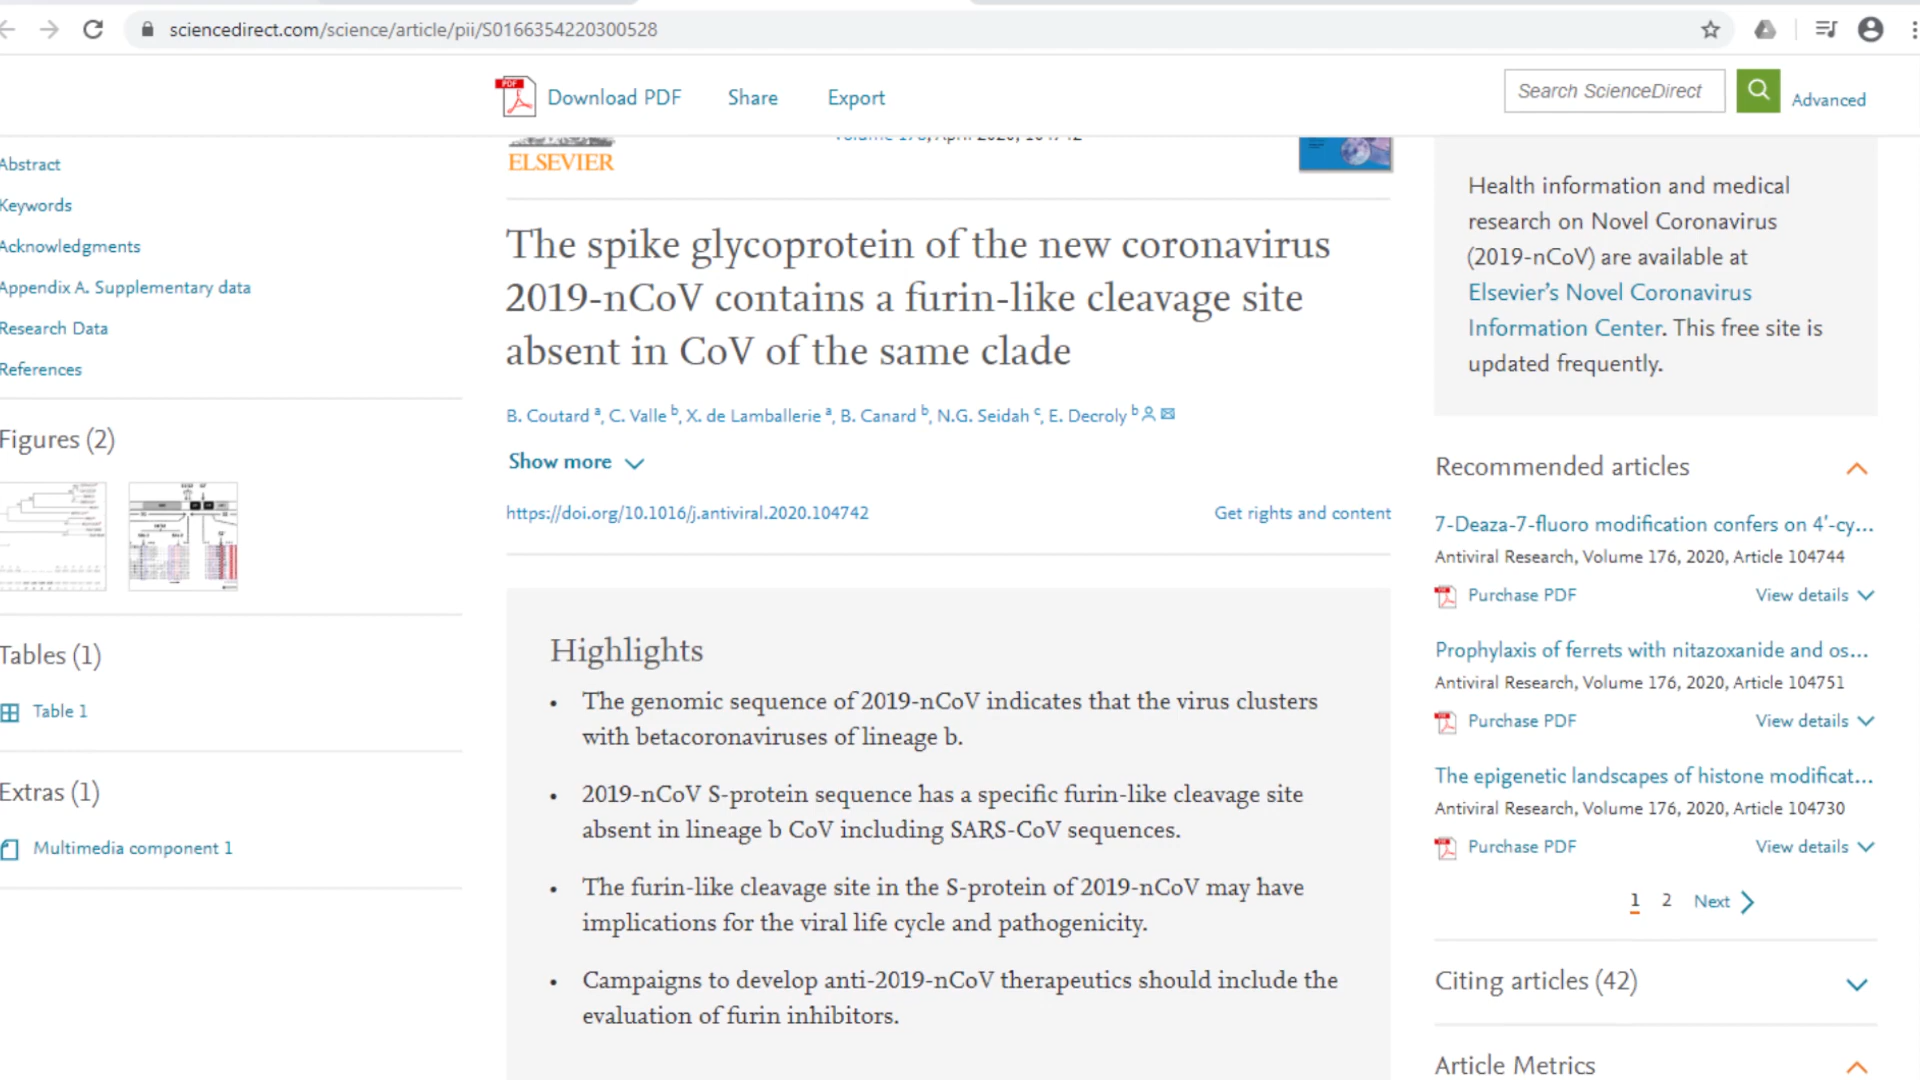 sciencedirect.com/science/article/pii/S0166354220300528
Download PDF
Share
Export
Search ScienceDirect
Advanced
Abstract
Keywords
Acknowledgments
Appendix A. Supplementary data
Research Data
References
Figures (2)
Tables (1)
Table 1
Extras (1)
Multimedia component 1
ELSEVIER
Volume 176, April 2020, 104742
The spike glycoprotein of the new coronavirus
2019-nCoV contains a furin-like cleavage site
absent in CoV of the same clade
B. Coutard a, C. Valle b, X. de Lamballerie a, B. Canard b, N.G. Seidah c, E. Decroly b
Show more
https://doi.org/10.1016/j.antiviral.2020.104742
Get rights and content
Highlights
• The genomic sequence of 2019-nCoV indicates that the virus clusters
with betacoronaviruses of lineage b.
• 2019-nCoV S-protein sequence has a specific furin-like cleavage site
absent in lineage b CoV including SARS-CoV sequences.
• The furin-like cleavage site in the S-protein of 2019-nCoV may have
implications for the viral life cycle and pathogenicity.
• Campaigns to develop anti-2019-nCoV therapeutics should include the
evaluation of furin inhibitors.
Health information and medical
research on Novel Coronavirus
(2019-nCoV) are available at
Elsevier's Novel Coronavirus
Information Center. This free site is
updated frequently.
Recommended articles
7-Deaza-7-fluoro modification confers on 4′-cy...
Antiviral Research, Volume 176, 2020, Article 104744
Purchase PDF
View details
Prophylaxis of ferrets with nitazoxanide and os...
Antiviral Research, Volume 176, 2020, Article 104751
Purchase PDF
View details
The epigenetic landscapes of histone modificat...
Antiviral Research, Volume 176, 2020, Article 104730
Purchase PDF
View details
1 2 Next
Citing articles (42)
Article Metrics